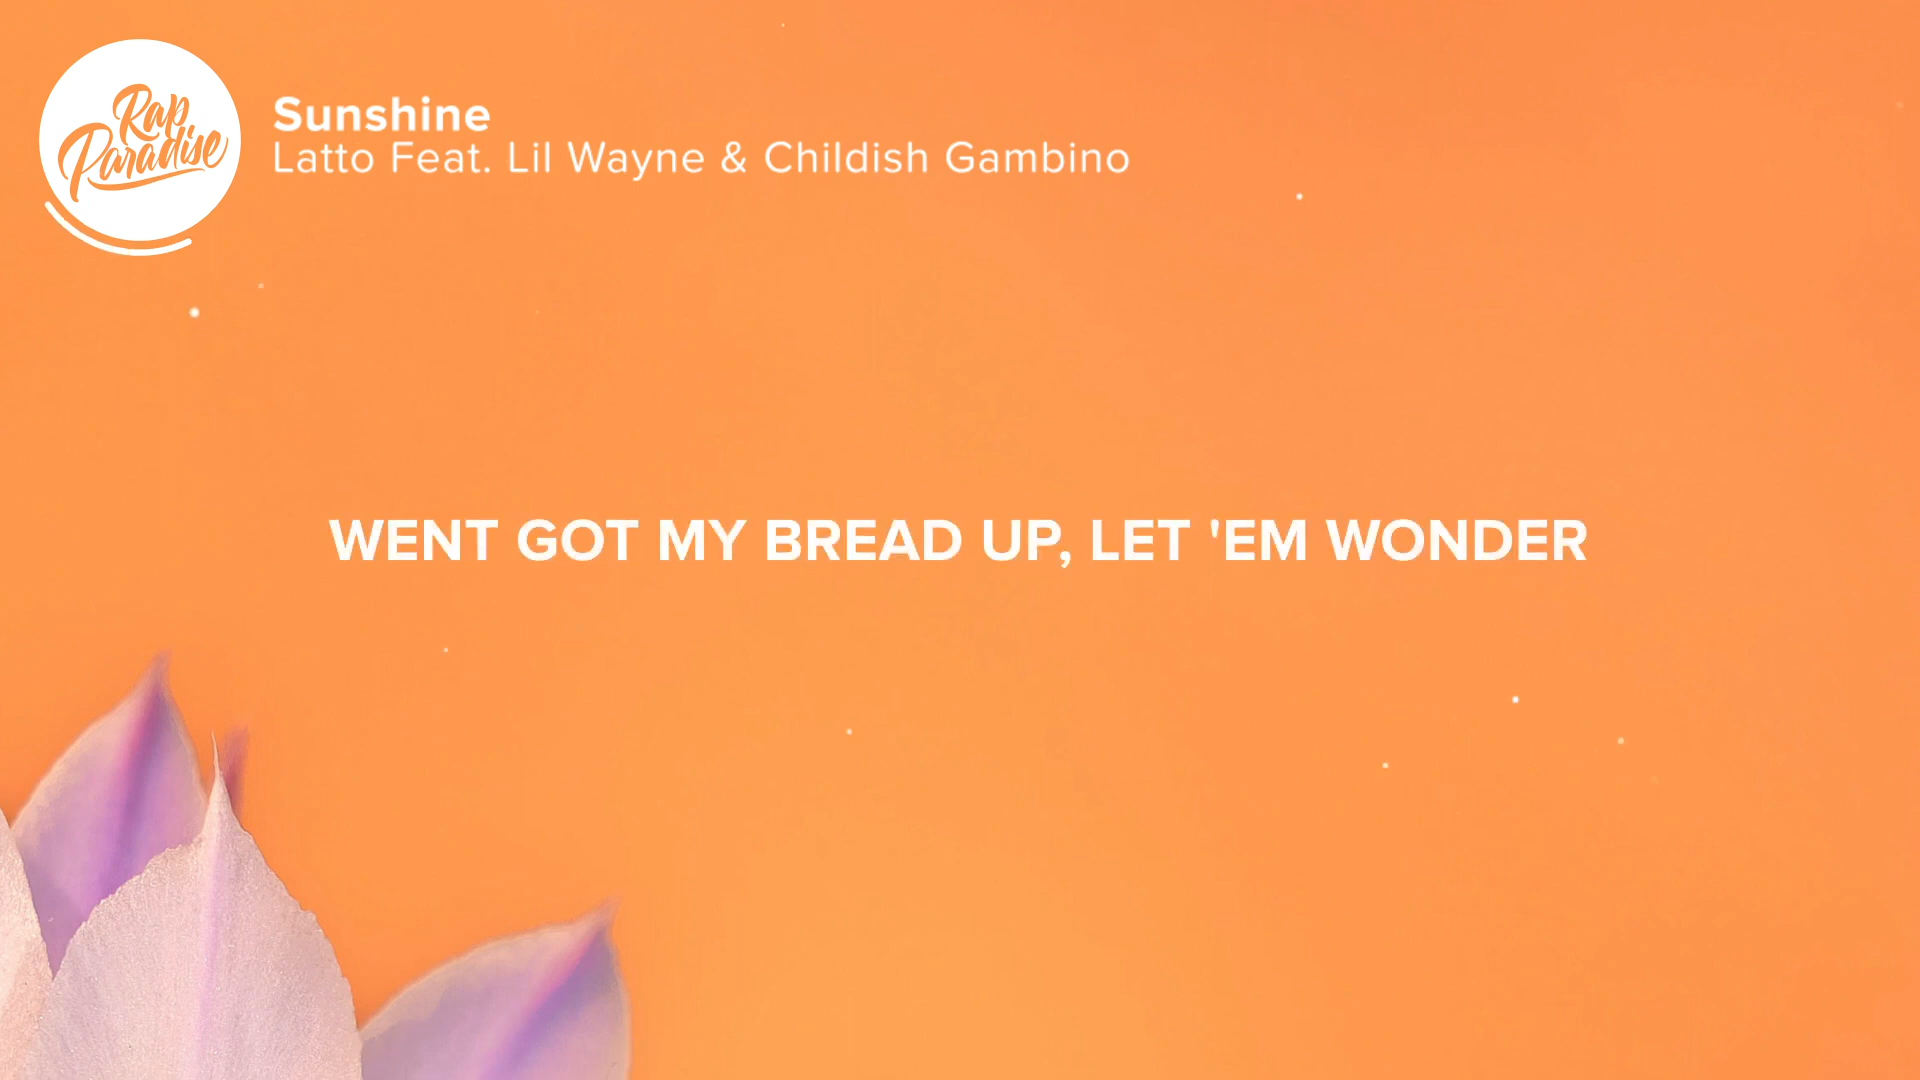 Rap
Paradise
Sunshine
Latto Feat. Lil Wayne & Childish Gambino
WENT GOT MY BREAD UP, LET 'EM WONDER